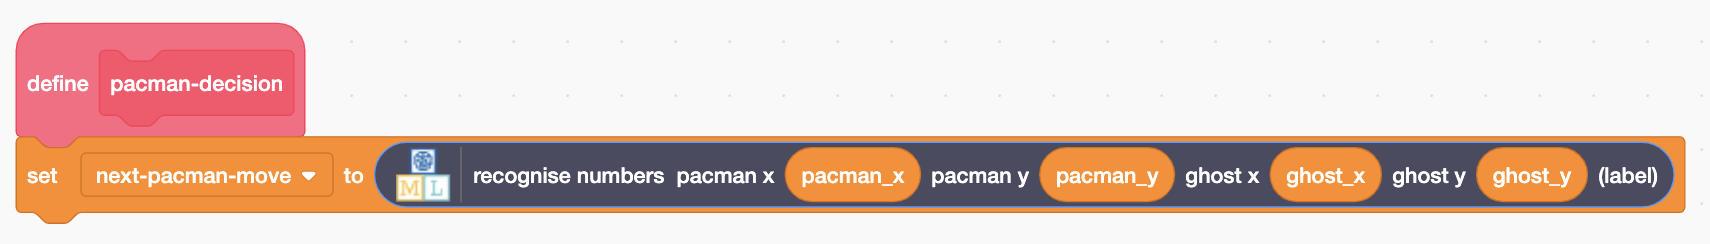 define pacman-decision
set next-pacman-move to ML recognise numbers pacman x pacman_x pacman y pacman_y ghost x ghost_x ghost y ghost_y (label)